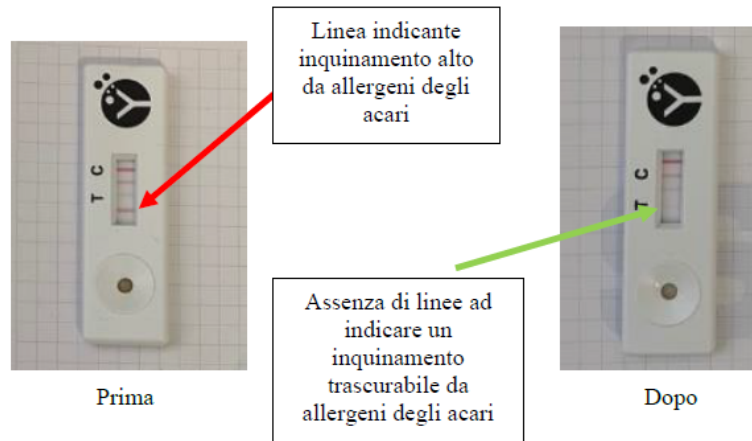 Linea indicante
inquinamento alto
da allergeni degli
acari
T C
T C
Assenza di linee ad
indicare un
inquinamento
trascurabile da
allergeni degli acari
Prima
Dopo